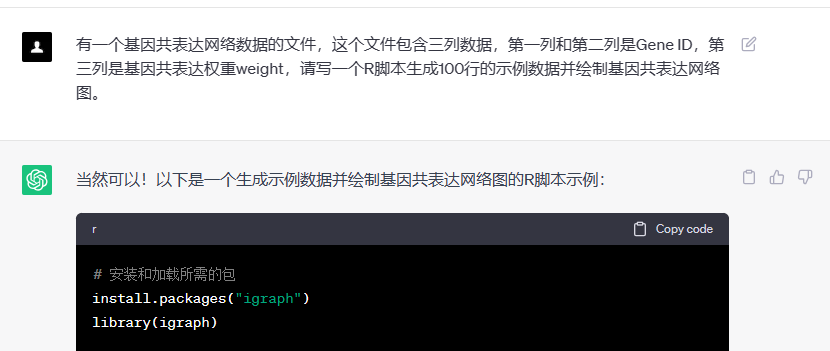 有一个基因共表达网络数据的文件，这个文件包含三列数据，第一列和第二列是Gene ID，第
三列是基因共表达权重weight，请写一个R脚本生成100行的示例数据并绘制基因共表达网络
图。
当然可以！以下是一个生成示例数据并绘制基因共表达网络图的R脚本示例：
r Copy code
# 安装和加载所需的包
install.packages("igraph")
library(igraph)